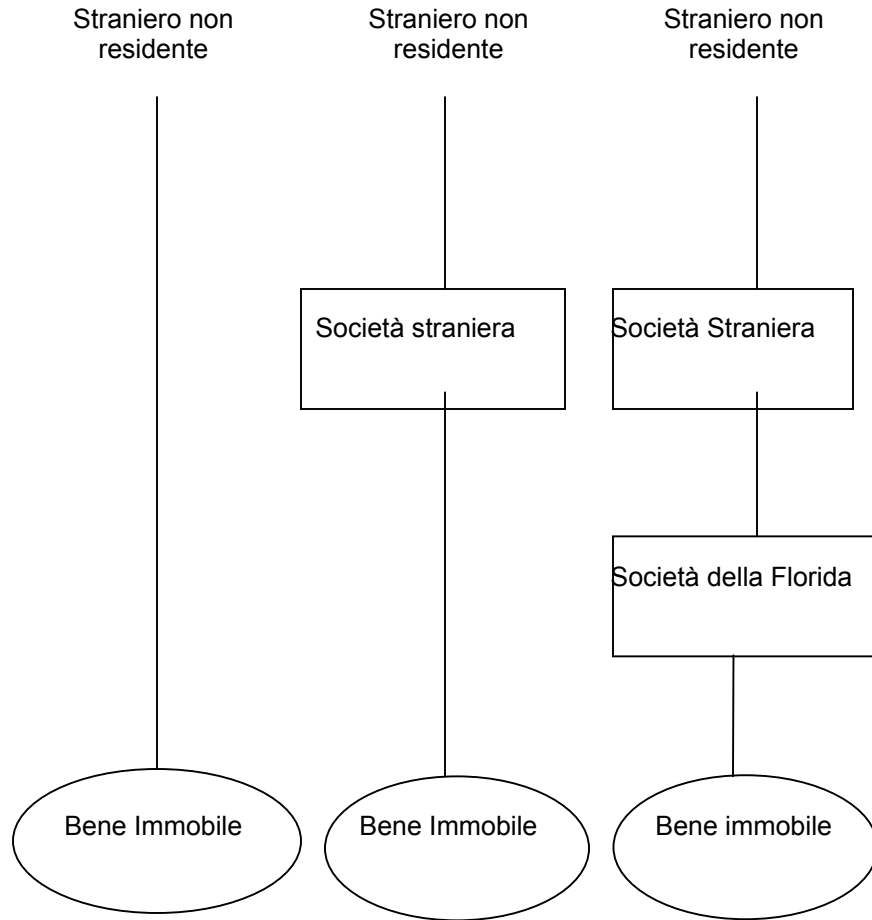 Straniero non
residente
Straniero non
residente
Straniero non
residente
Società straniera
Società Straniera
Società della Florida
Bene Immobile
Bene Immobile
Bene immobile